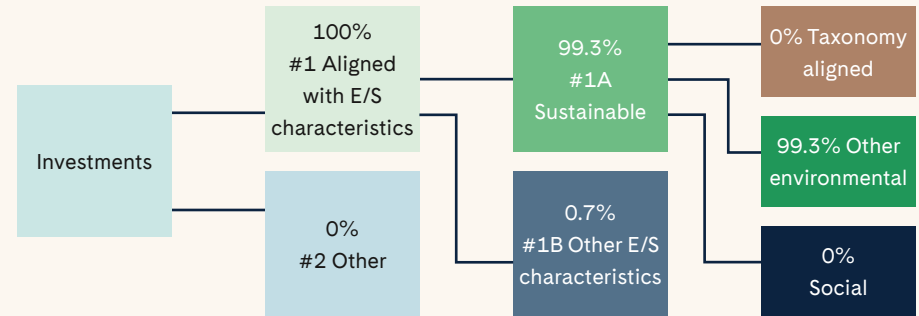 Investments
100%
#1 Aligned
with E/S
characteristics
0%
#2 Other
99.3%
#1A
Sustainable
0.7%
#1B Other E/S
characteristics
0% Taxonomy
aligned
99.3% Other
environmental
0%
Social